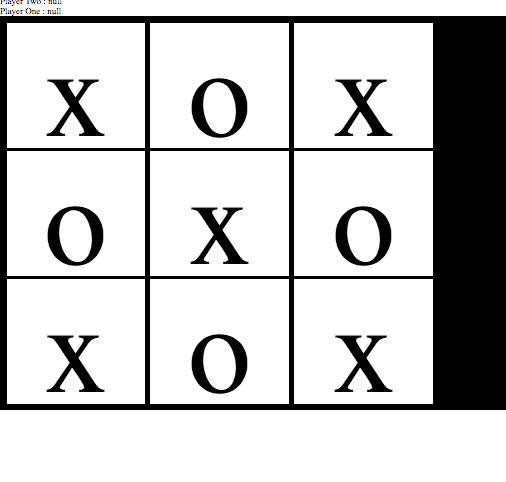 Player Two : null
Player One : null
X O X
O X O
X O X